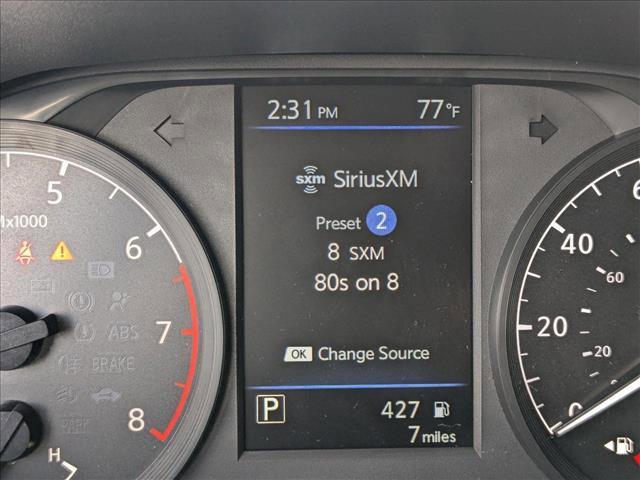 2:31 PM 77°F
sxm SiriusXM
Preset 2
8 SXM
80s on 8
OK Change Source
P 427
7 miles
5
x1000
6
7
8
ABS
BRAKE
H
40
60
20
20
0